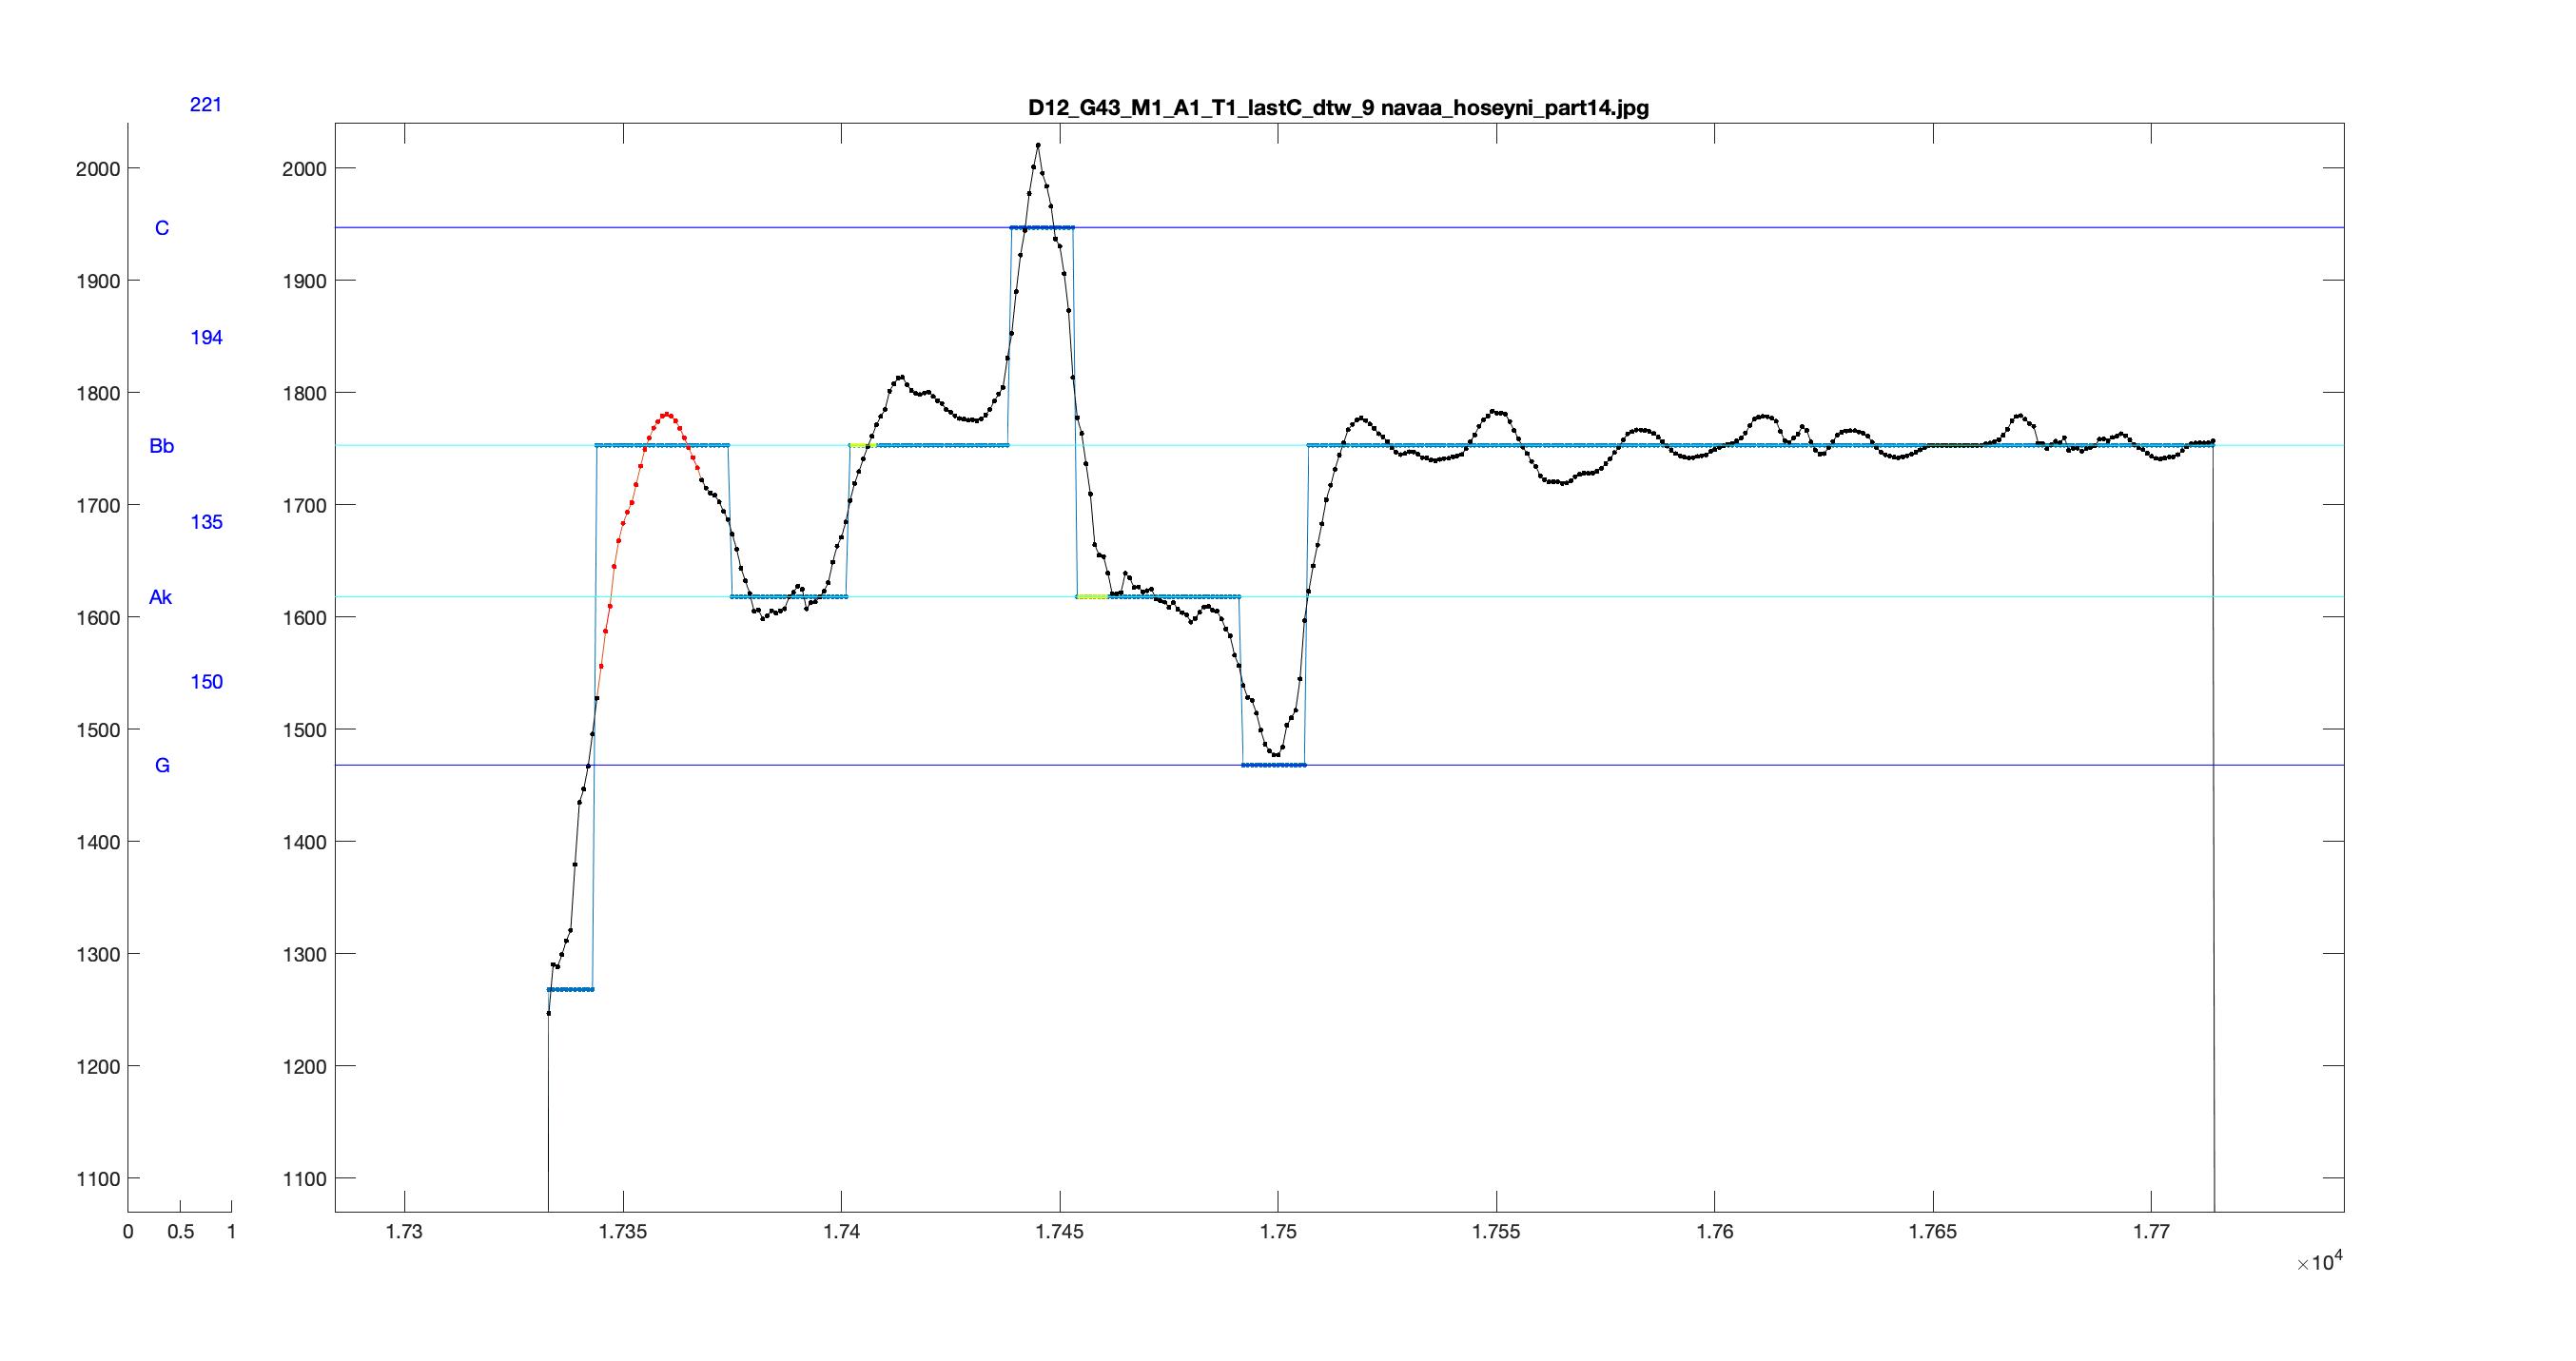 D12_G43_M1_A1_T1_lastC_dtw_9 navaa_hoseyni_part14.jpg
221
2000 2000
C
1900 1900
194
1800 1800
Bb
1700 1700
135
1600 1600
Ak
150
1500 1500
G
1400 1400
1300 1300
1200 1200
1100 1100
0 0.5 1 1.73 1.735 1.74 1.745 1.75 1.755 1.76 1.765 1.77
×10⁴